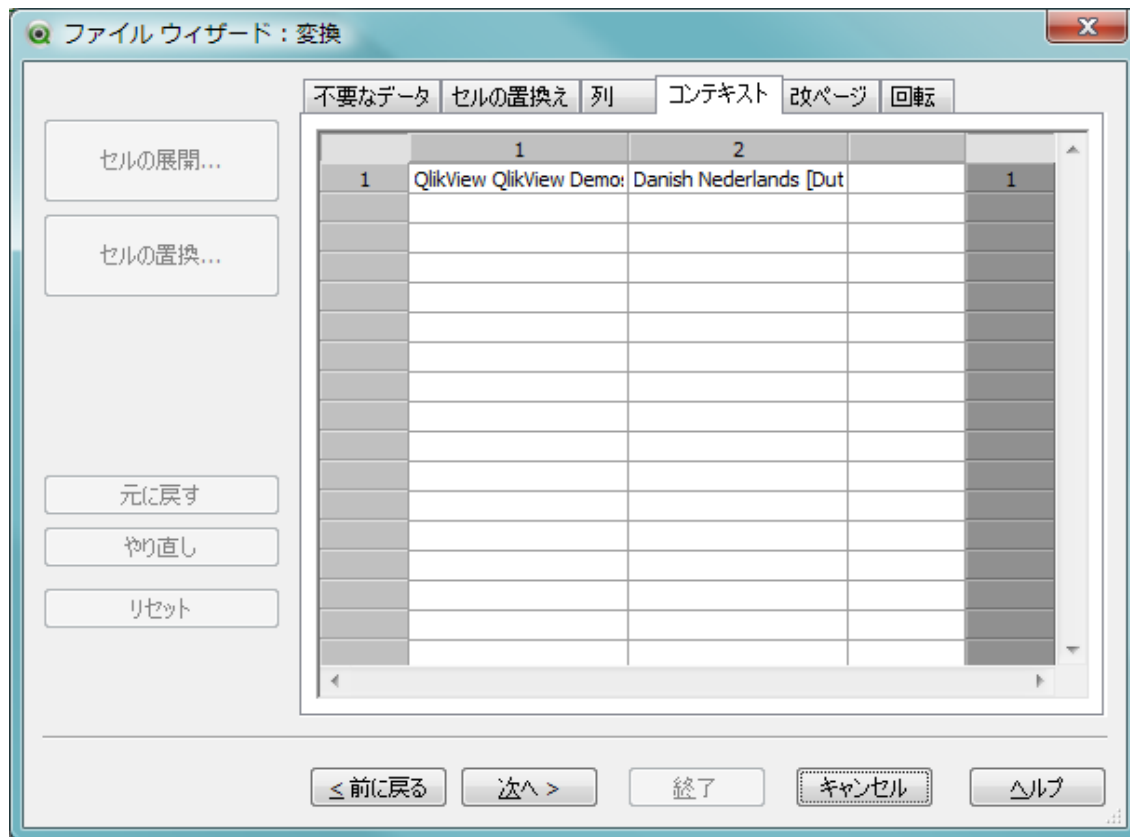 ファイル ウィザード：変換
不要なデータ セルの置換え 列 コンテキスト 改ページ 回転
セルの展開...
セルの置換...
元に戻す
やり直し
リセット
1 2
1 QlikView QlikView Demos Danish Nederlands [Dut 1
< 前に戻る 次へ > 終了 キャンセル ヘルプ